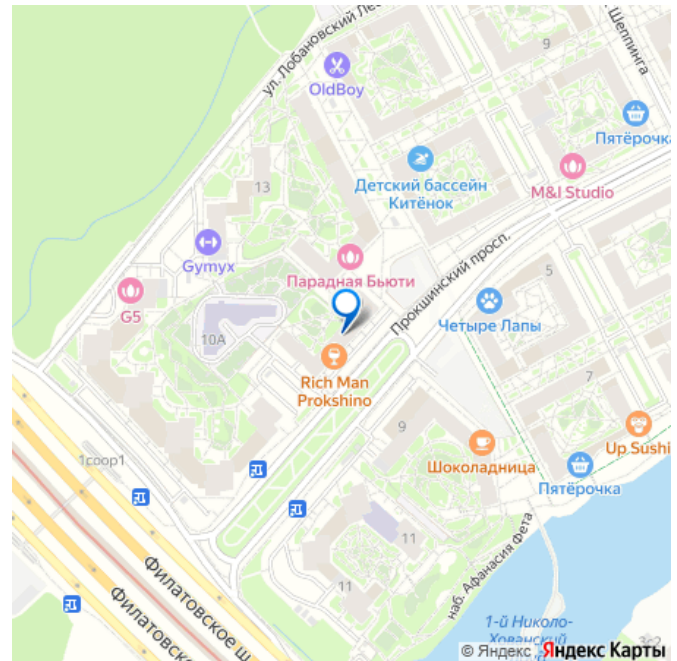 ул. Лобановский Лес
OldBoy
9
Шеппинга
Пятёрочка
Детский бассейн
Китёнок
M&I Studio
13
Gymyx
Парадная Бьюти
Прокшинский просп.
5
G5
10А
Четыре Лапы
Rich Man
Prokshino
7
9
Шоколадница
Up Sushi
Пятёрочка
1соор1
11
11
наб. Афанасия Фета
Филатовское ш
Филатовско
1-й Николо-
Хованский
3с2
© Яндекс Яндекс Карты